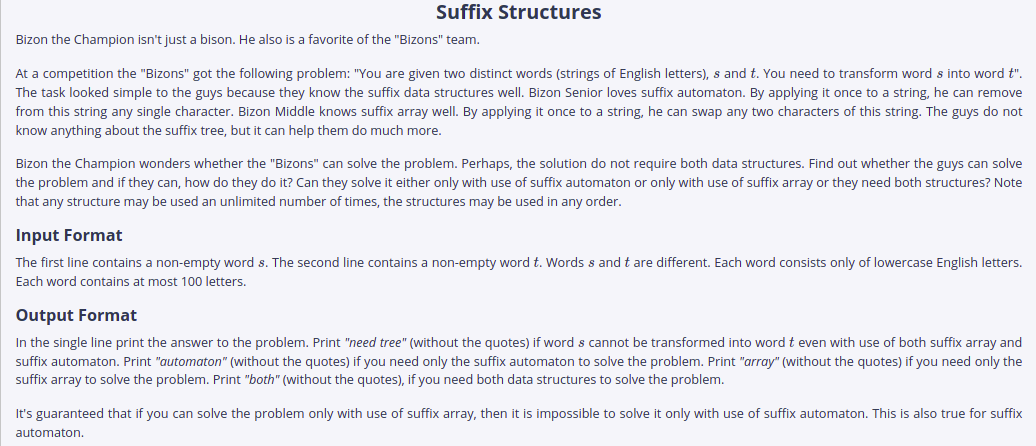 Suffix Structures
Bizon the Champion isn't just a bison. He also is a favorite of the "Bizons" team.
At a competition the "Bizons" got the following problem: "You are given two distinct words (strings of English letters), s and t. You need to transform word s into word t".
The task looked simple to the guys because they know the suffix data structures well. Bizon Senior loves suffix automaton. By applying it once to a string, he can remove
from this string any single character. Bizon Middle knows suffix array well. By applying it once to a string, he can swap any two characters of this string. The guys do not
know anything about the suffix tree, but it can help them do much more.
Bizon the Champion wonders whether the "Bizons" can solve the problem. Perhaps, the solution do not require both data structures. Find out whether the guys can solve
the problem and if they can, how do they do it? Can they solve it either only with use of suffix automaton or only with use of suffix array or they need both structures? Note
that any structure may be used an unlimited number of times, the structures may be used in any order.
Input Format
The first line contains a non-empty word s. The second line contains a non-empty word t. Words s and t are different. Each word consists only of lowercase English letters.
Each word contains at most 100 letters.
Output Format
In the single line print the answer to the problem. Print "need tree" (without the quotes) if word s cannot be transformed into word t even with use of both suffix array and
suffix automaton. Print "automaton" (without the quotes) if you need only the suffix automaton to solve the problem. Print "array" (without the quotes) if you need only the
suffix array to solve the problem. Print "both" (without the quotes), if you need both data structures to solve the problem.
It's guaranteed that if you can solve the problem only with use of suffix array, then it is impossible to solve it only with use of suffix automaton. This is also true for suffix
automaton.